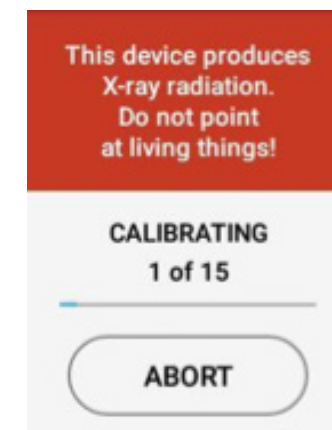 This device produces
X-ray radiation.
Do not point
at living things!
CALIBRATING
1 of 15
ABORT